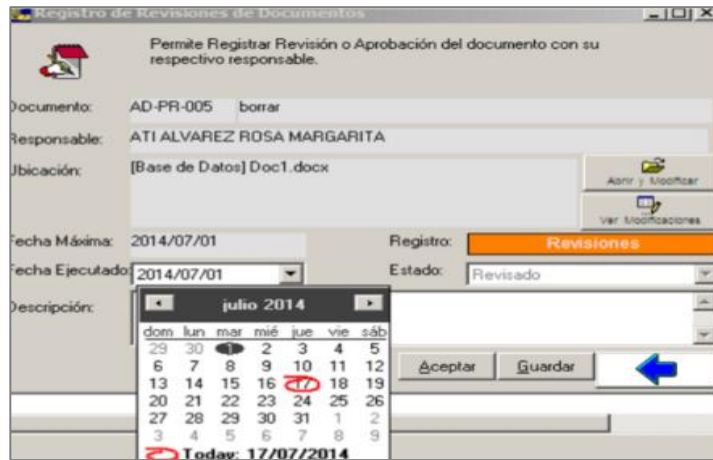 Registro de Revisiones de Documentos
Permite Registrar Revisión o Aprobación del documento con su
respectivo responsable.
Documento: AD-PR-005 borrar
Responsable: ATI ALVAREZ ROSA MARGARITA
Ubicación: [Base de Datos] Doc1.docx
Abrir y Modificar
Ver Modificaciones
Fecha Máxima: 2014/07/01 Registro: Revisiones
Fecha Ejecutado: 2014/07/01 Estado: Revisado
Descripción:
julio 2014
dom lun mar mié jue vie sáb
29 30 1 2 3 4 5
6 7 8 9 10 11 12
13 14 15 16 17 18 19
20 21 22 23 24 25 26
27 28 29 30 31 1 2
3 4 5 6 7 8 9
Today: 17/07/2014
Aceptar Guardar